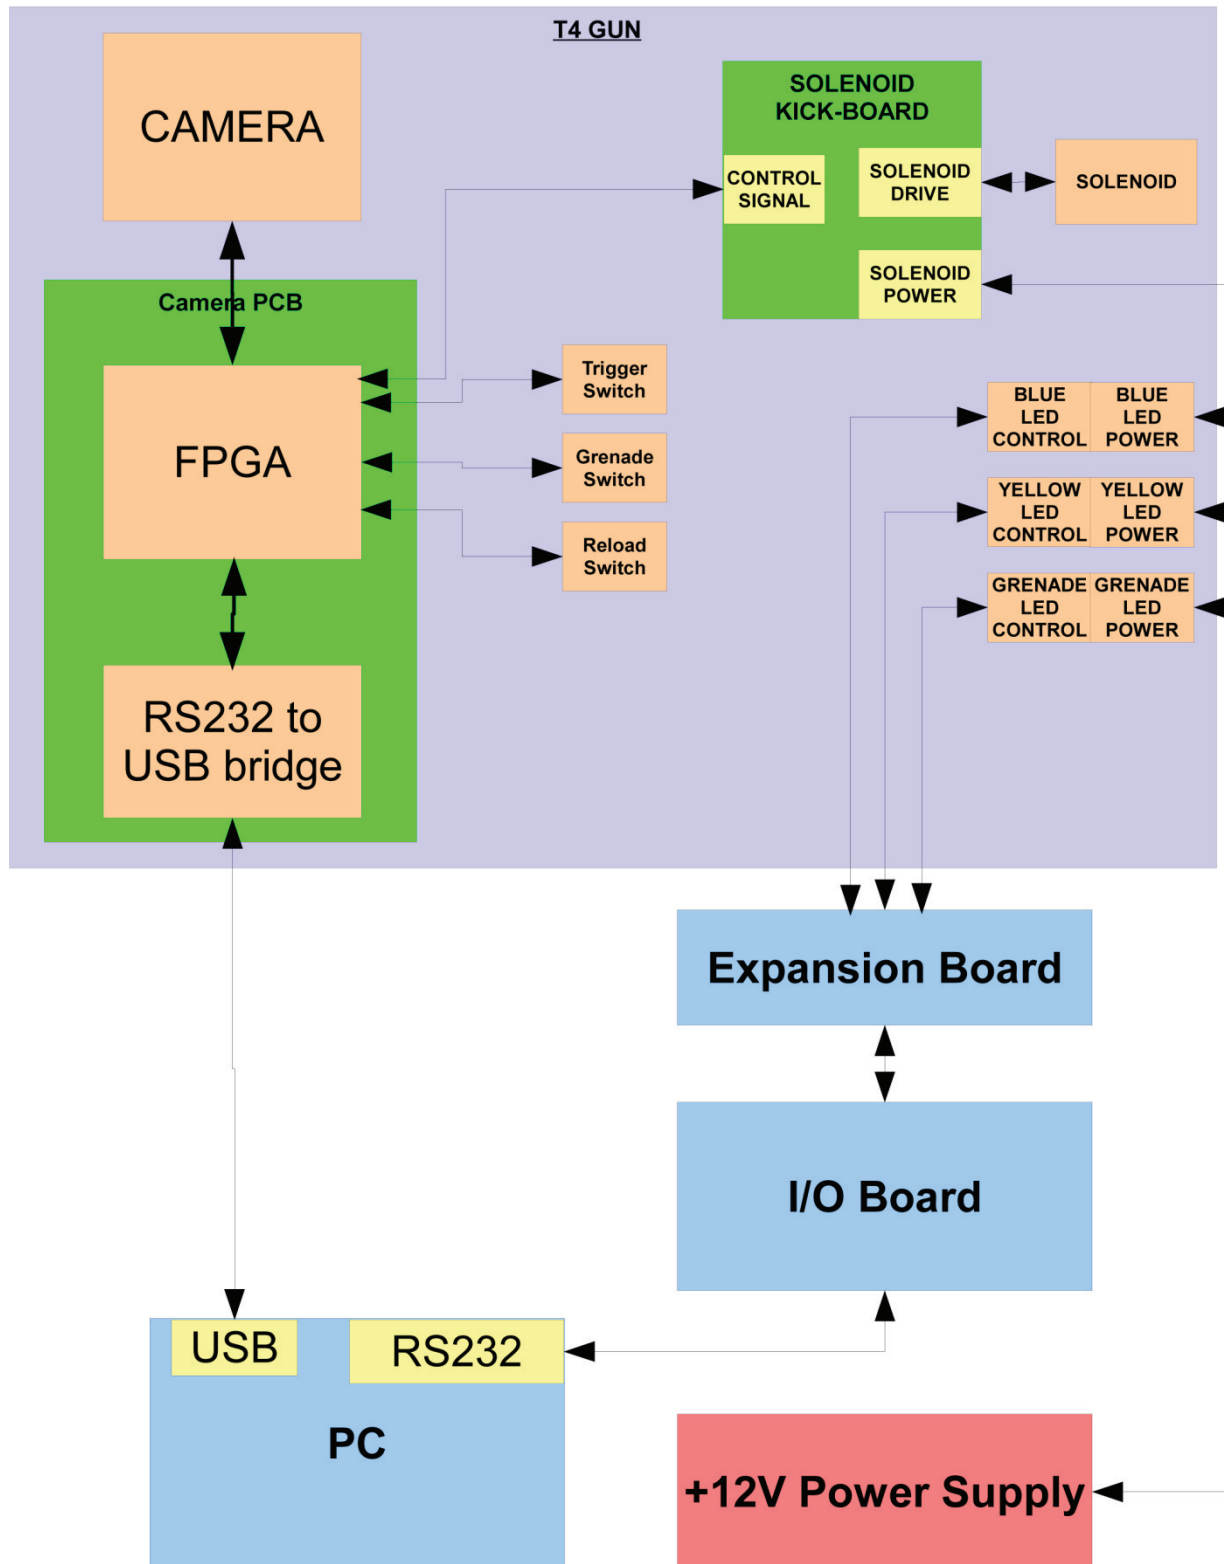 T4 GUN
CAMERA
SOLENOID
KICK-BOARD
CONTROL
SIGNAL
SOLENOID
DRIVE
SOLENOID
SOLENOID
POWER
Camera PCB
FPGA
Trigger
Switch
Grenade
Switch
Reload
Switch
BLUE
LED
CONTROL
BLUE
LED
POWER
YELLOW
LED
CONTROL
YELLOW
LED
POWER
GRENADE
LED
CONTROL
GRENADE
LED
POWER
RS232 to
USB bridge
Expansion Board
I/O Board
USB
RS232
PC
+12V Power Supply